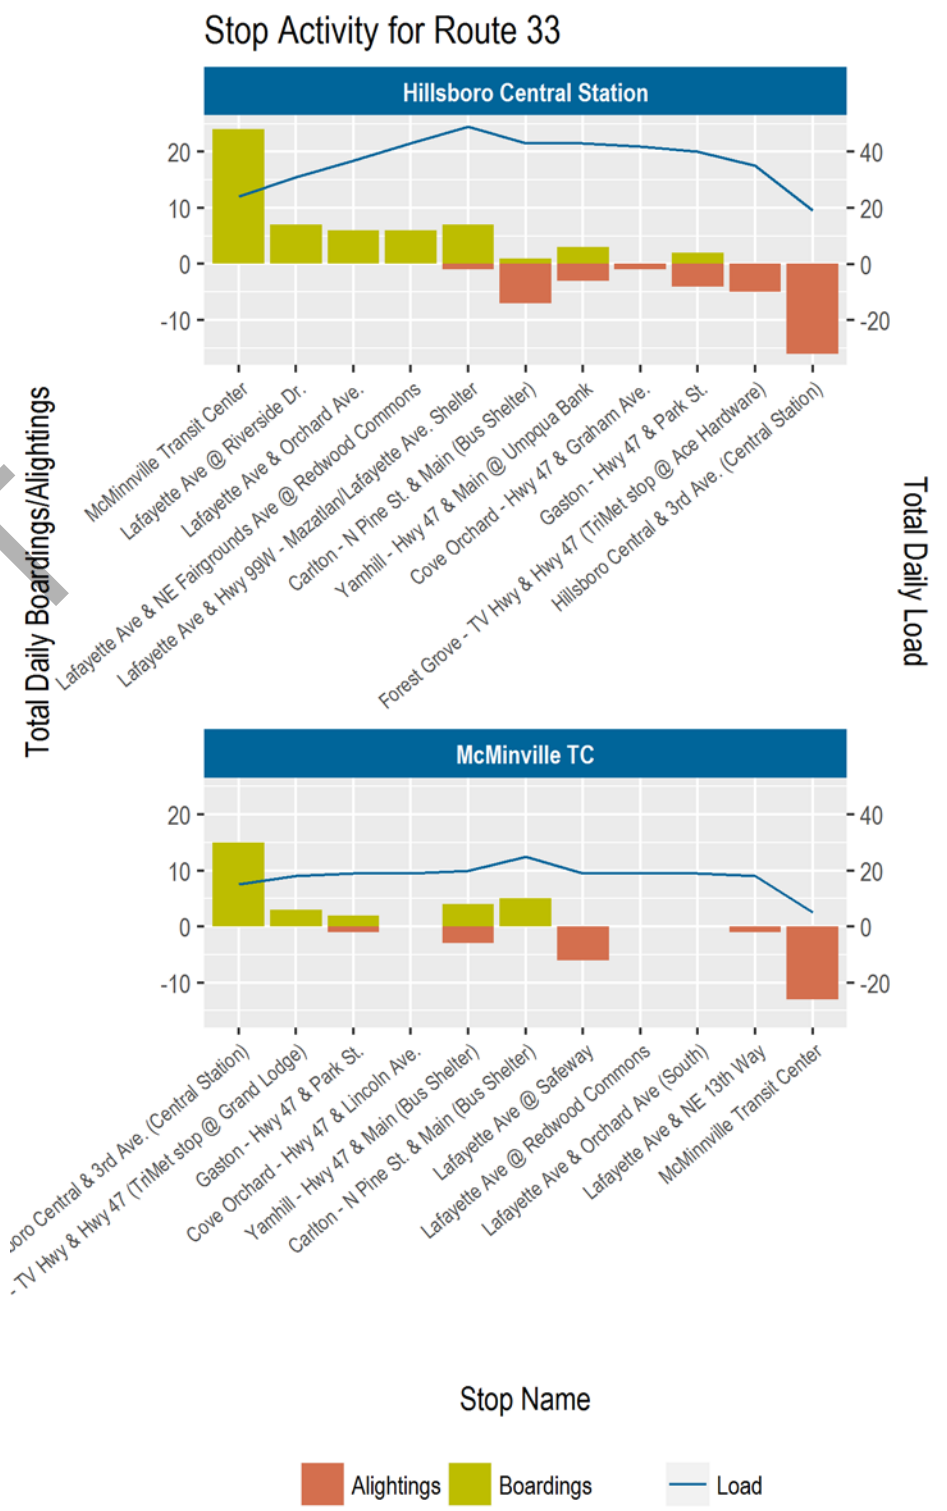 Stop Activity for Route 33
Hillsboro Central Station
20
10
0
-10
40
20
0
-20
McMinnville Transit Center
Lafayette Ave @ Riverside Dr.
Lafayette Ave & Orchard Ave.
Lafayette Ave & NE Fairgrounds Ave @ Redwood Commons
Lafayette Ave & Hwy 99W - Mazatlan/Lafayette Ave. Shelter
Carlton - N Pine St. & Main (Bus Shelter)
Yamhill - Hwy 47 & Main @ Umpqua Bank
Cove Orchard - Hwy 47 & Graham Ave.
Gaston - Hwy 47 & Park St.
Forest Grove - TV Hwy & Hwy 47 (TriMet stop @ Ace Hardware)
Hillsboro Central & 3rd Ave. (Central Station)
Total Daily Boardings/Alightings
Total Daily Load
McMinville TC
20
10
0
-10
40
20
0
-20
boro Central & 3rd Ave. (Central Station)
- TV Hwy & Hwy 47 (TriMet stop @ Grand Lodge)
Gaston - Hwy 47 & Park St.
Cove Orchard - Hwy 47 & Lincoln Ave.
Yamhill - Hwy 47 & Main (Bus Shelter)
Carlton - N Pine St. & Main (Bus Shelter)
Lafayette Ave @ Safeway
Lafayette Ave @ Redwood Commons
Lafayette Ave & Orchard Ave (South)
Lafayette Ave & NE 13th Way
McMinnville Transit Center
Stop Name
Alightings
Boardings
Load